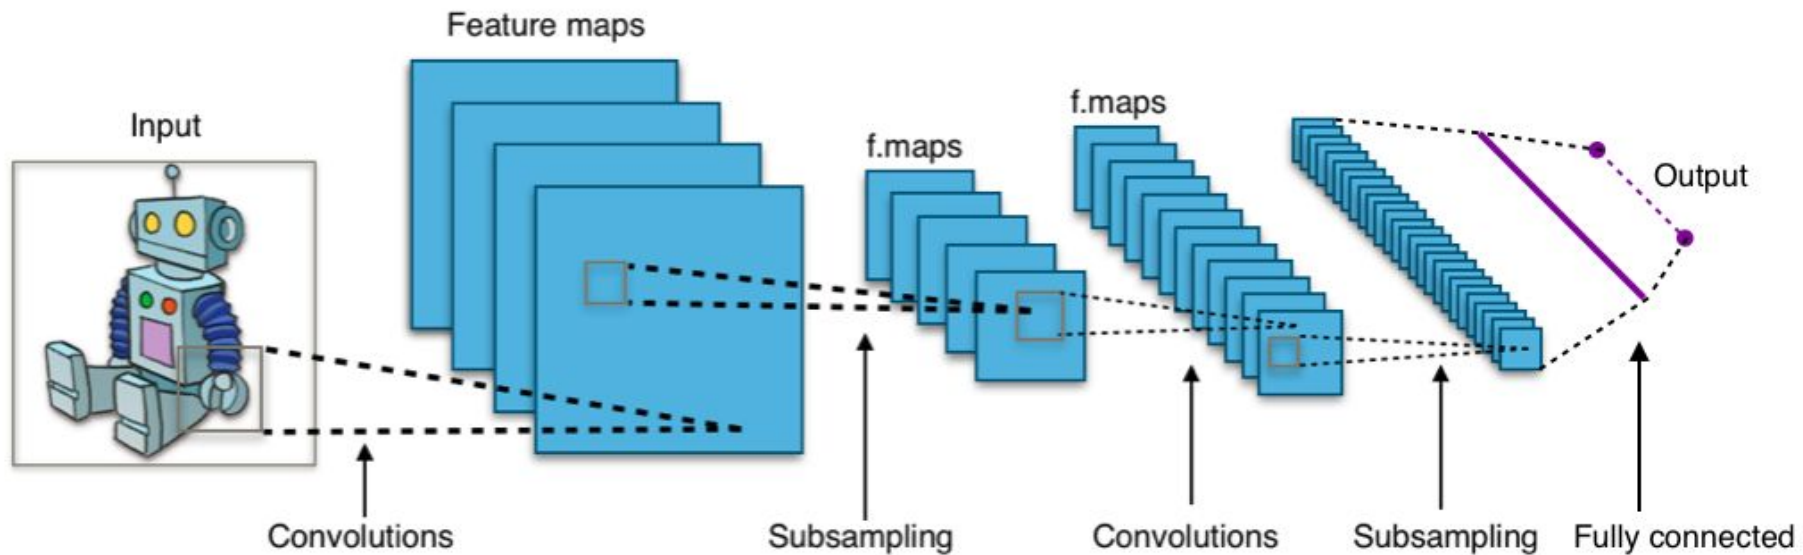 Feature maps
f.maps
Input
f.maps
Output
Convolutions
Subsampling
Convolutions
Subsampling
Fully connected